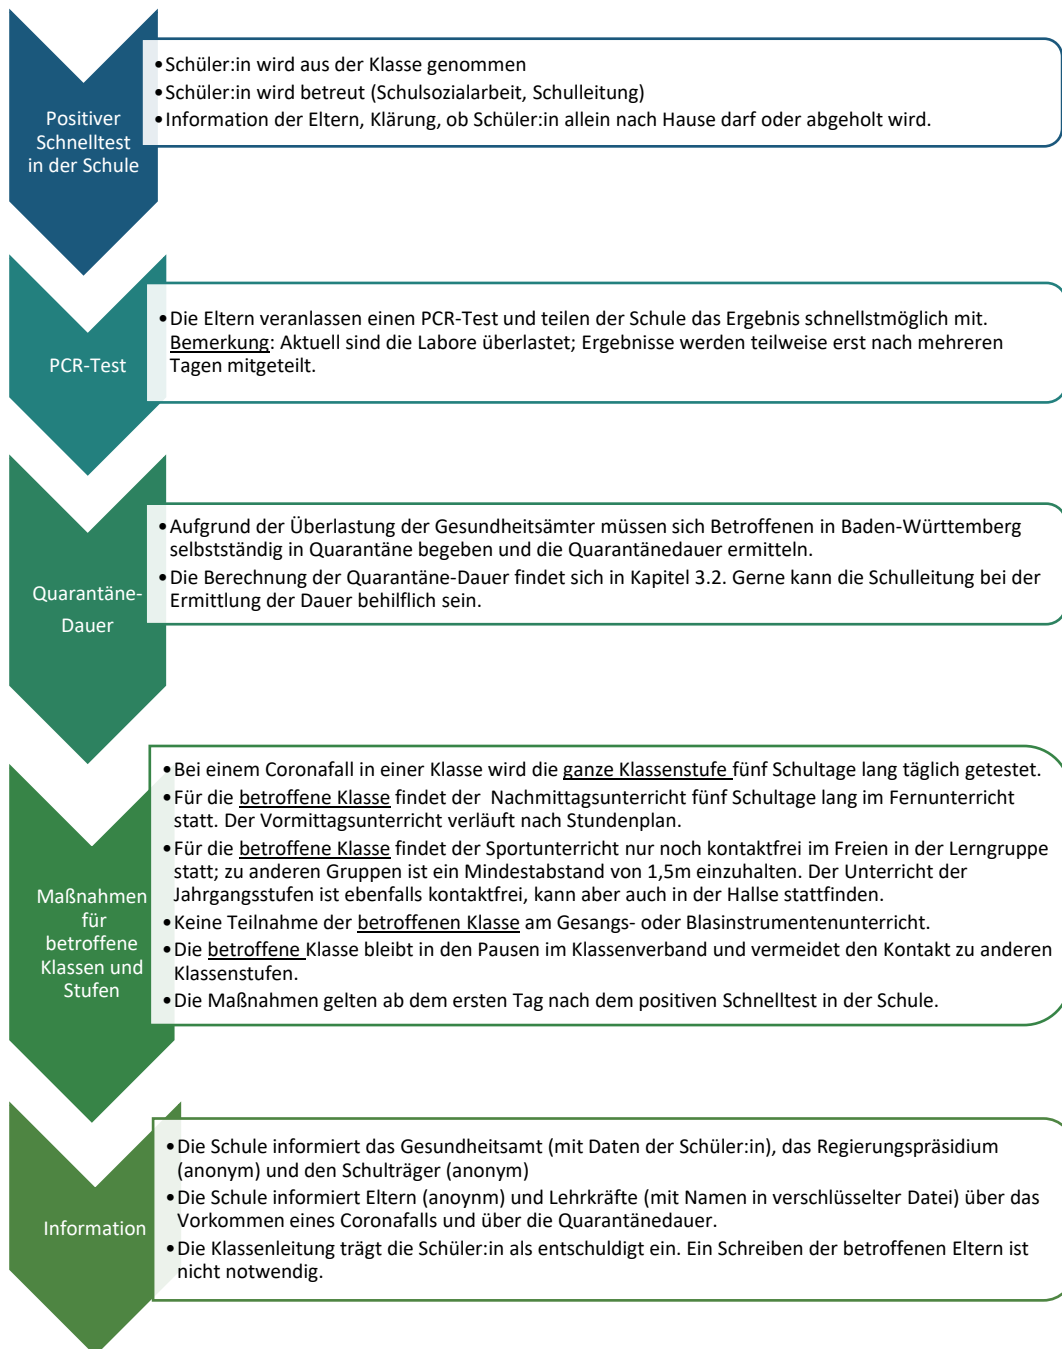 Positiver
Schnelltest
in der Schule
•Schüler:in wird aus der Klasse genommen
•Schüler:in wird betreut (Schulsozialarbeit, Schulleitung)
•Information der Eltern, Klärung, ob Schüler:in allein nach Hause darf oder abgeholt wird.
PCR-Test
•Die Eltern veranlassen einen PCR-Test und teilen der Schule das Ergebnis schnellstmöglich mit.
Bemerkung: Aktuell sind die Labore überlastet; Ergebnisse werden teilweise erst nach mehreren
Tagen mitgeteilt.
Quarantäne-
Dauer
•Aufgrund der Überlastung der Gesundheitsämter müssen sich Betroffenen in Baden-Württemberg
selbstständig in Quarantäne begeben und die Quarantänedauer ermitteln.
•Die Berechnung der Quarantäne-Dauer findet sich in Kapitel 3.2. Gerne kann die Schulleitung bei der
Ermittlung der Dauer behilflich sein.
Maßnahmen
für
betroffene
Klassen und
Stufen
•Bei einem Coronafall in einer Klasse wird die ganze Klassenstufe fünf Schultage lang täglich getestet.
•Für die betroffene Klasse findet der Nachmittagsunterricht fünf Schultage lang im Fernunterricht
statt. Der Vormittagsunterricht verläuft nach Stundenplan.
•Für die betroffene Klasse findet der Sportunterricht nur noch kontaktfrei im Freien in der Lerngruppe
statt; zu anderen Gruppen ist ein Mindestabstand von 1,5m einzuhalten. Der Unterricht der
Jahrgangsstufen ist ebenfalls kontaktfrei, kann aber auch in der Hallse stattfinden.
•Keine Teilnahme der betroffenen Klasse am Gesangs- oder Blasinstrumentenunterricht.
•Die betroffene Klasse bleibt in den Pausen im Klassenverband und vermeidet den Kontakt zu anderen
Klassenstufen.
•Die Maßnahmen gelten ab dem ersten Tag nach dem positiven Schnelltest in der Schule.
Information
•Die Schule informiert das Gesundheitsamt (mit Daten der Schüler:in), das Regierungspräsidium
(anonym) und den Schulträger (anonym)
•Die Schule informiert Eltern (anoynm) und Lehrkräfte (mit Namen in verschlüsselter Datei) über das
Vorkommen eines Coronafalls und über die Quarantänedauer.
•Die Klassenleitung trägt die Schüler:in als entschuldigt ein. Ein Schreiben der betroffenen Eltern ist
nicht notwendig.